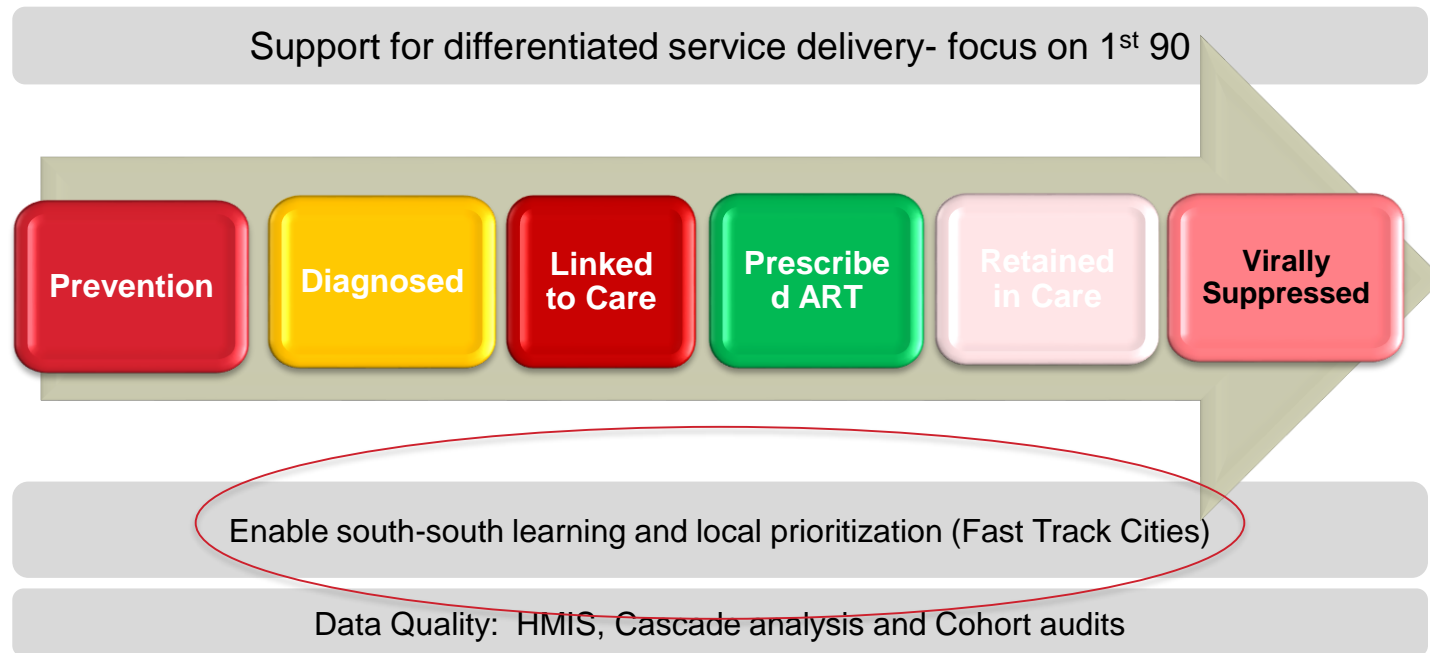 Support for differentiated service delivery- focus on 1st 90
Prevention
Diagnosed
Linked
to Care
Prescribe
d ART
Retained
in Care
Virally
Suppressed
Enable south-south learning and local prioritization (Fast Track Cities)
Data Quality: HMIS, Cascade analysis and Cohort audits